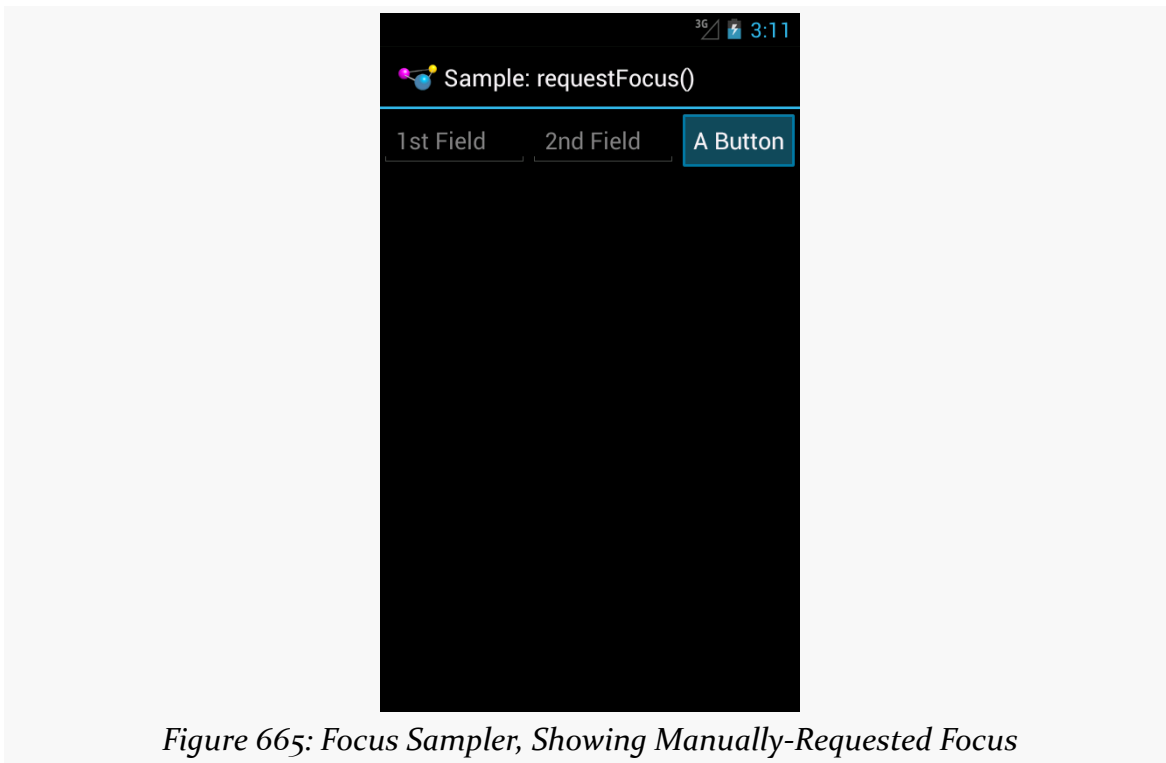 3G 3:11
Sample: requestFocus()
1st Field 2nd Field A Button
Figure 665: Focus Sampler, Showing Manually-Requested Focus